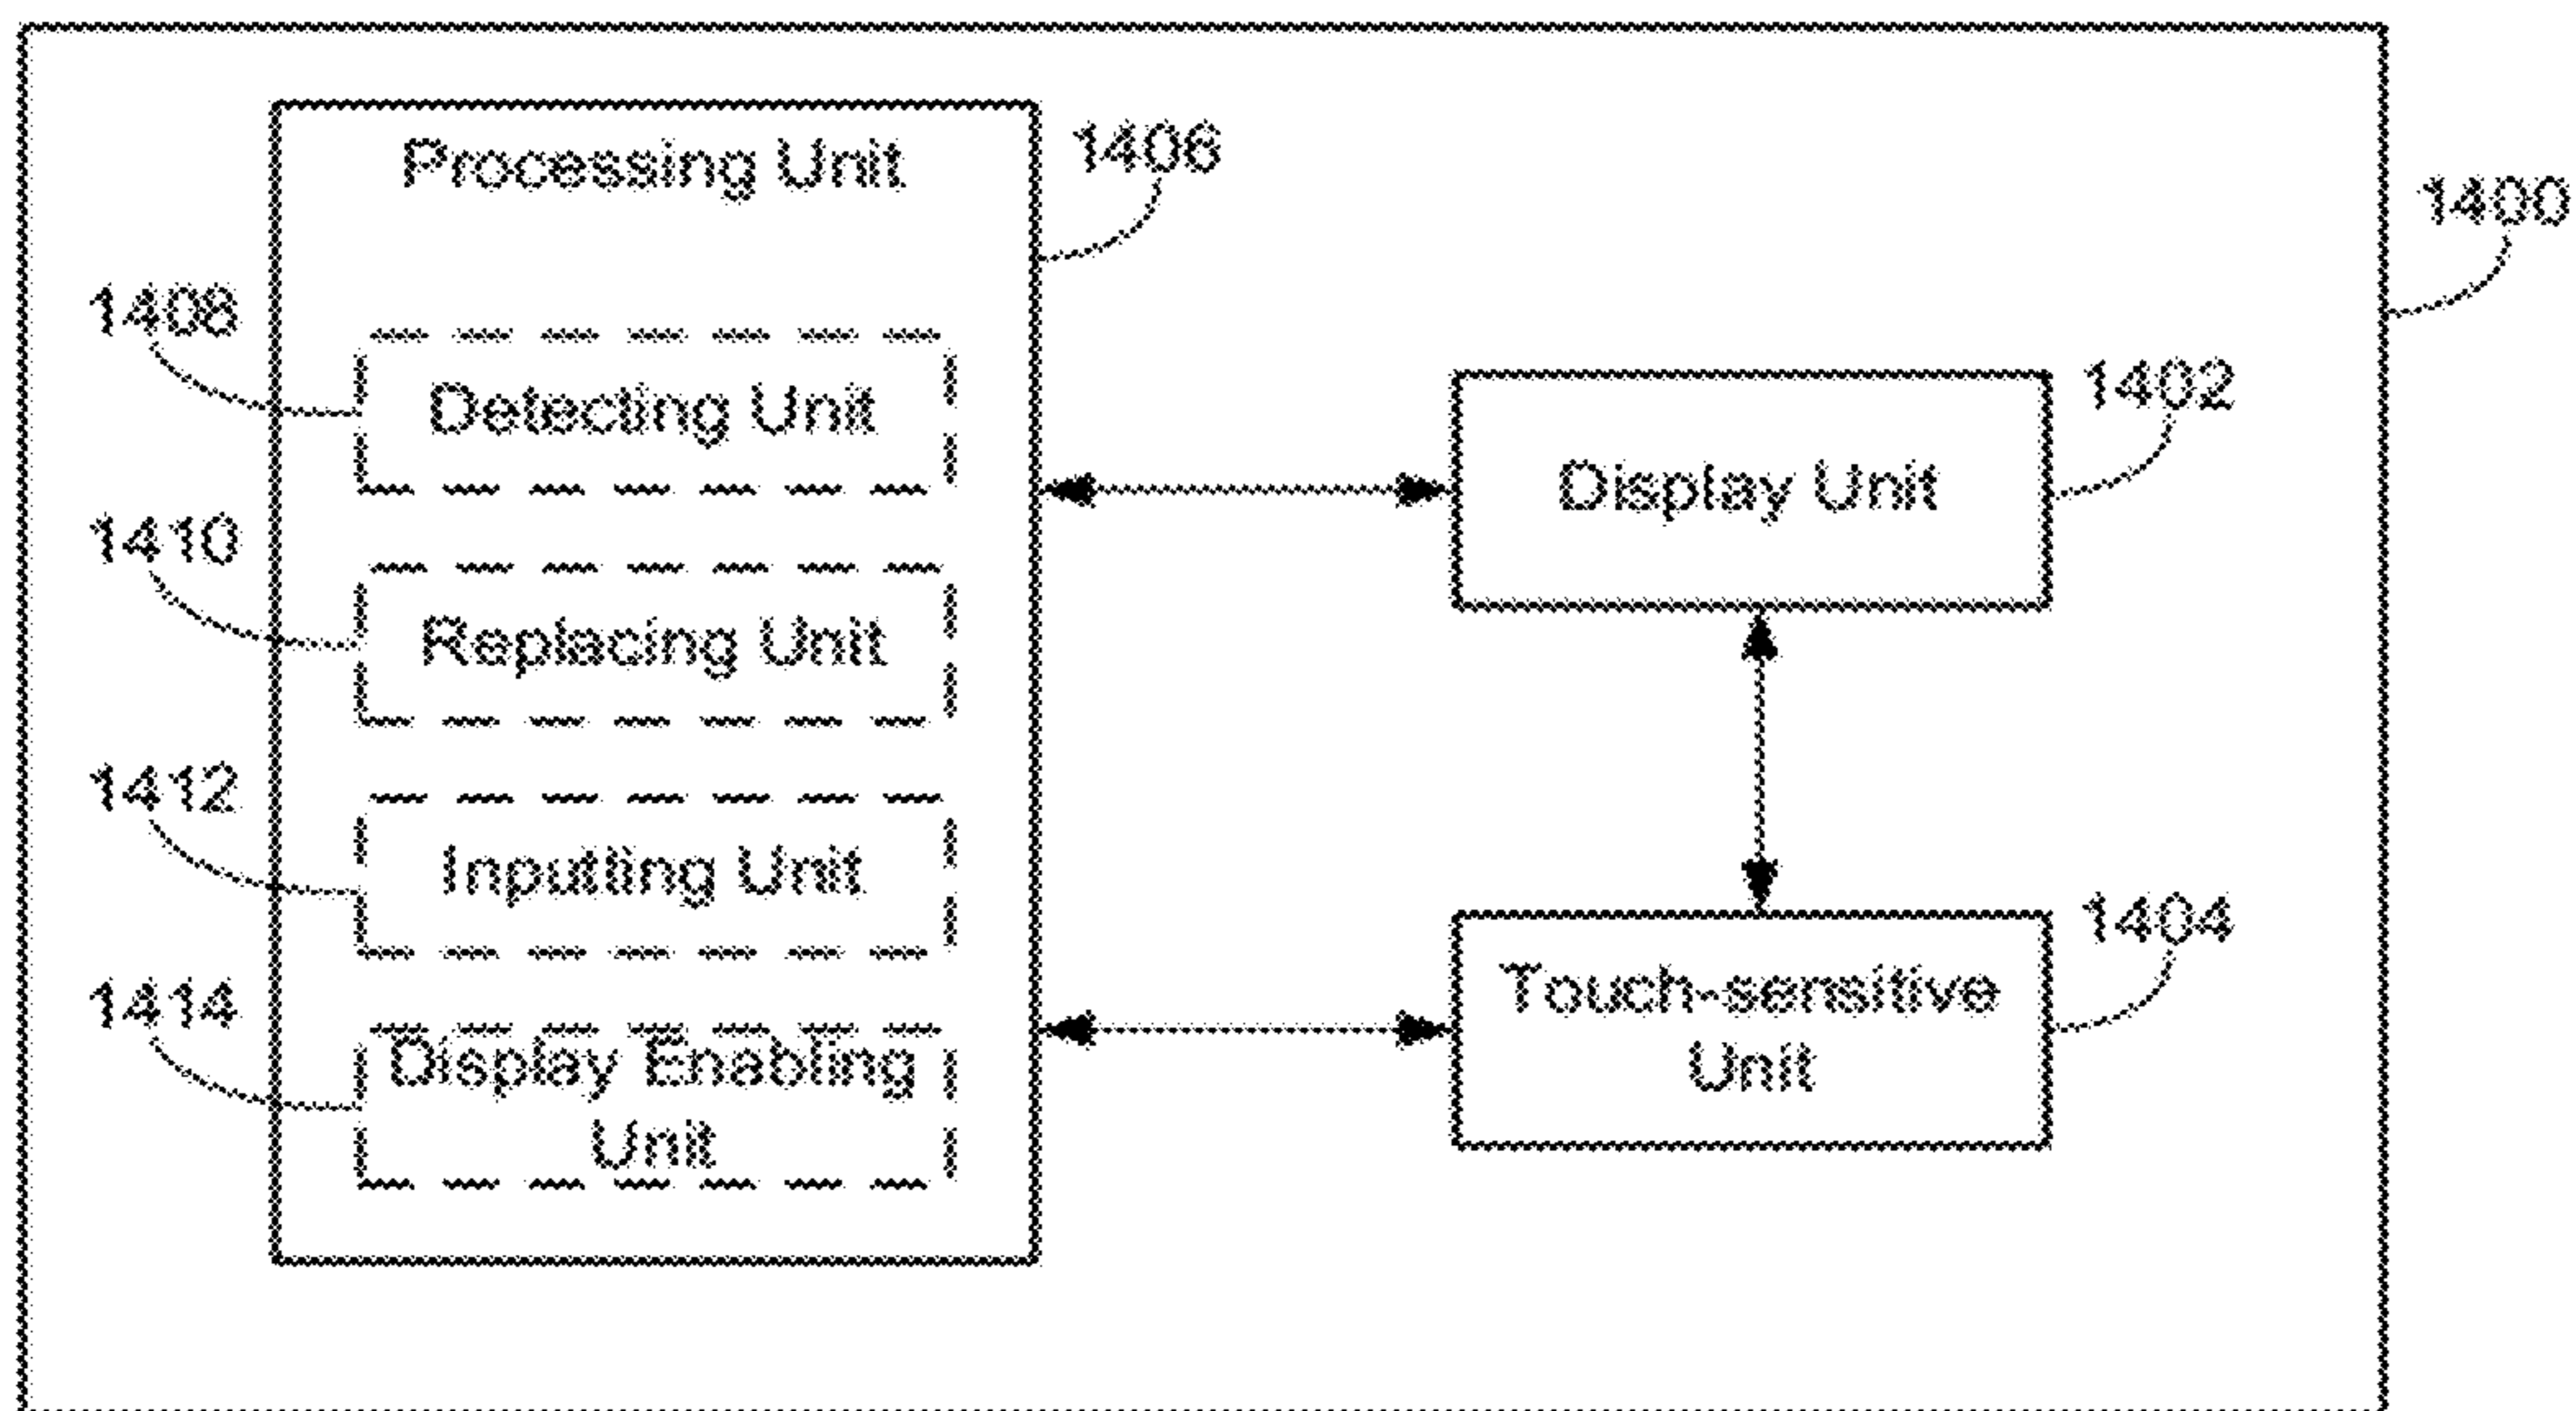 Processing Unit
1406
1400
1408
Detecting Unit
1402
Display Unit
1410
Replacing Unit
1412
Inputting Unit
1404
Touch-sensitive
Unit
1414
Display Enabling
Unit